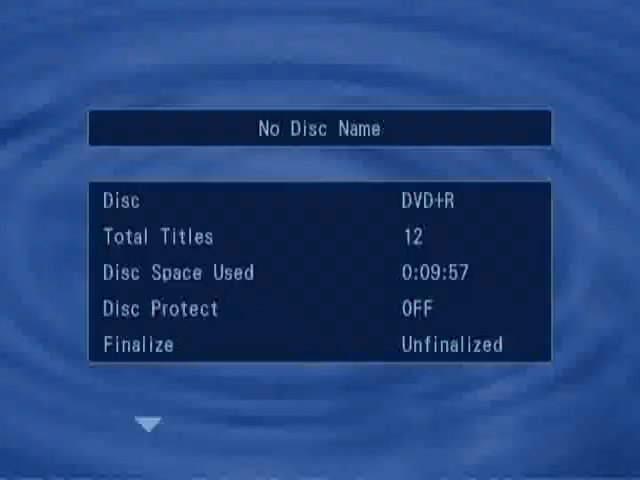 No Disc Name
Disc DVD+R
Total Titles 12
Disc Space Used 0:09:57
Disc Protect OFF
Finalize Unfinalized